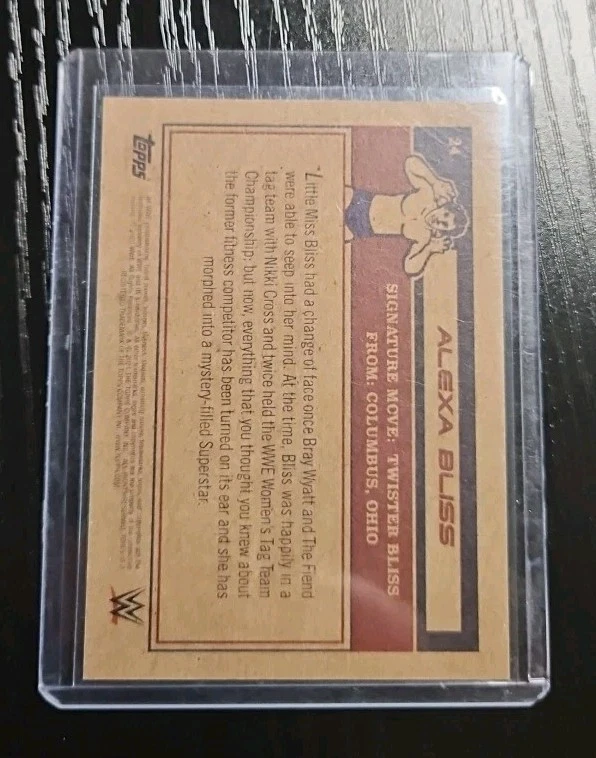 24
ALEXA BLISS
SIGNATURE MOVE: TWISTER BLISS
FROM: COLUMBUS, OHIO
Little Miss Bliss had a change of face once Bray Wyatt and The Fiend
were able to seep into her mind. At the time, Bliss was happily in a
tag team with Nikki Cross and twice held the WWE Women's Tag Team
Championship; but now, everything that you thought you knew about
the former fitness competitor has been turned on its ear and she has
morphed into a mystery-filled Superstar.
topps
W